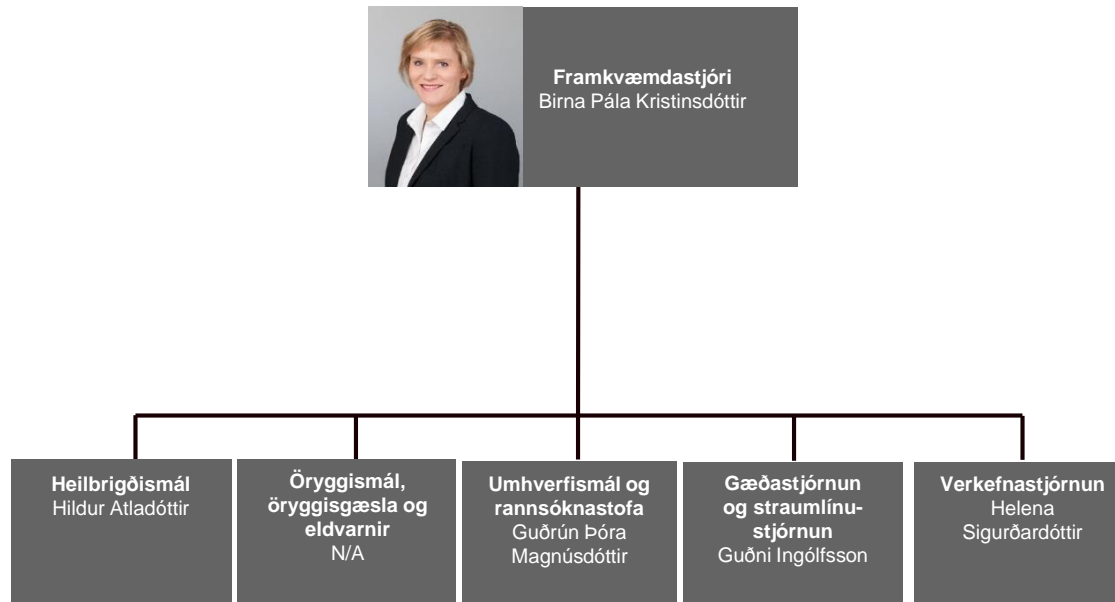 Framkvæmdastjóri
Birna Pála Kristinsdóttir
Heilbrigðismál
Hildur Atladóttir
Öryggismál,
öryggisgæsla og
eldvarnir
N/A
Umhverfismál og
rannsóknastofa
Guðrún Þóra
Magnúsdóttir
Gæðastjórnun
og straumlínu-
stjórnun
Guðni Ingólfsson
Verkefnastjórnun
Helena
Sigurðardóttir